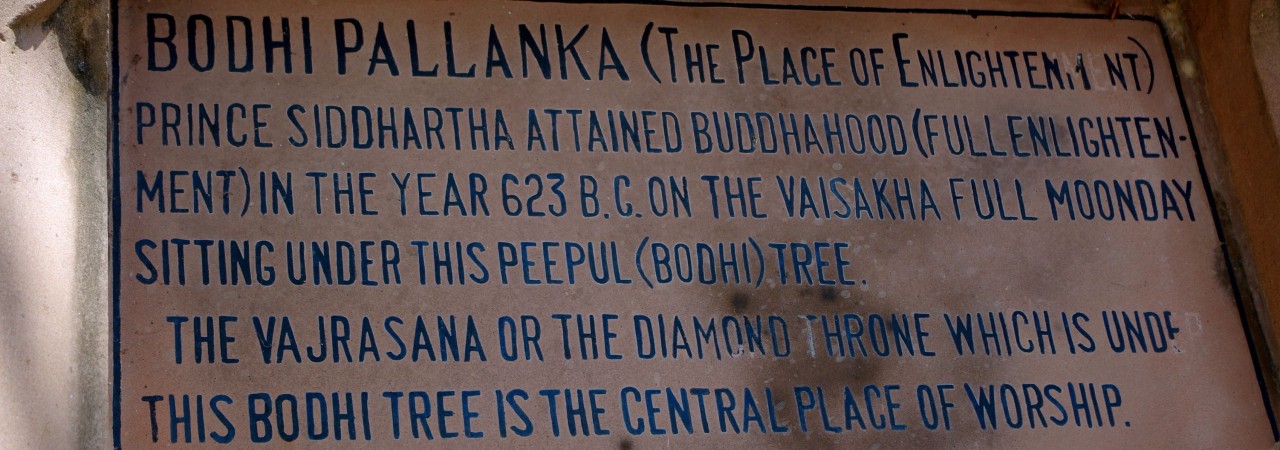 BODHI PALLANKA (THE PLACE OF ENLIGHTENMENT)
PRINCE SIDDHARTHA ATTAINED BUDDHAHOOD (FULL ENLIGHTEN-
MENT) IN THE YEAR 623 B.C. ON THE VAISAKHA FULL MOONDAY
SITTING UNDER THIS PEEPUL (BODHI) TREE.
THE VAJRASANA OR THE DIAMOND THRONE WHICH IS UNDER
THIS BODHI TREE IS THE CENTRAL PLACE OF WORSHIP.